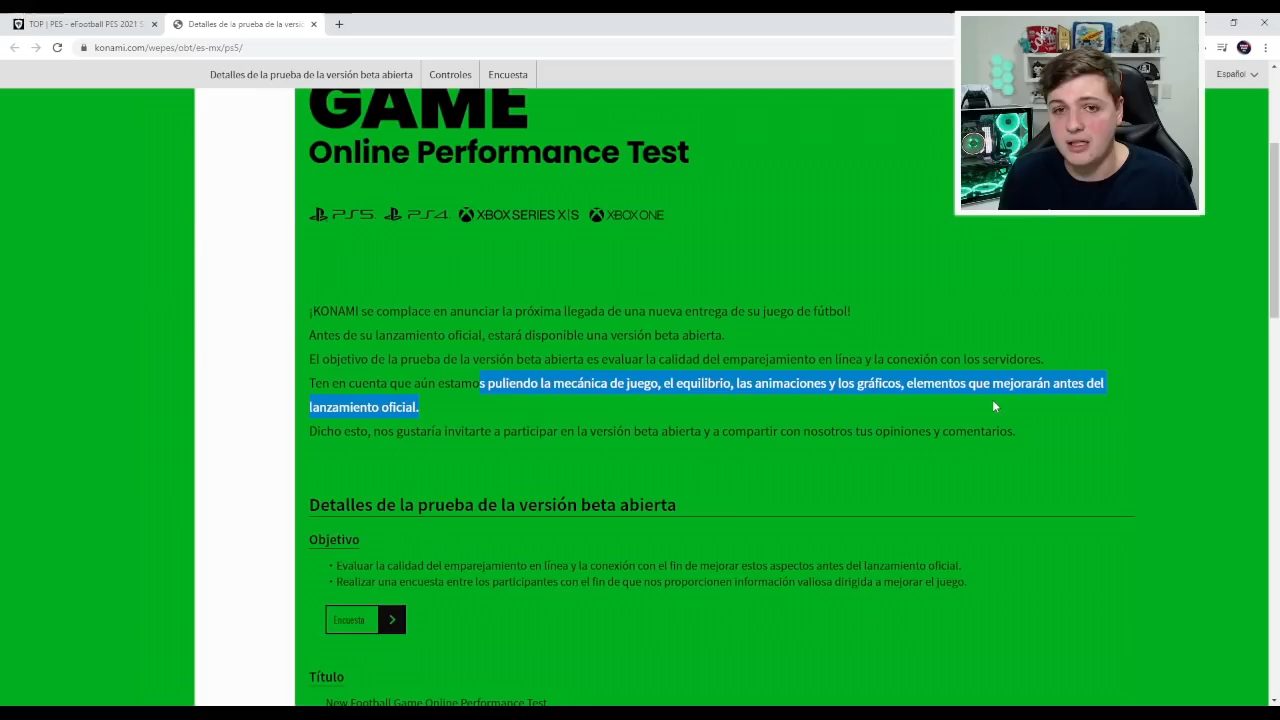 TOP | PES - eFootball PES 2021 S
Detalles de la prueba de la versió
konami.com/wepes/obt/es-mx/ps5/
Detalles de la prueba de la versión beta abierta
Controles
Encuesta
Español
GAME
Online Performance Test
PS5 PS4 XBOX SERIES X|S XBOX ONE
¡KONAMI se complace en anunciar la próxima llegada de una nueva entrega de su juego de fútbol!
Antes de su lanzamiento oficial, estará disponible una versión beta abierta.
El objetivo de la prueba de la versión beta abierta es evaluar la calidad del emparejamiento en línea y la conexión con los servidores.
Ten en cuenta que aún estamos puliendo la mecánica de juego, el equilibrio, las animaciones y los gráficos, elementos que mejorarán antes del
lanzamiento oficial.
Dicho esto, nos gustaría invitarte a participar en la versión beta abierta y a compartir con nosotros tus opiniones y comentarios.
Detalles de la prueba de la versión beta abierta
Objetivo
・Evaluar la calidad del emparejamiento en línea y la conexión con el fin de mejorar estos aspectos antes del lanzamiento oficial.
・Realizar una encuesta entre los participantes con el fin de que nos proporcionen información valiosa dirigida a mejorar el juego.
Encuesta
Título
New Football Game Online Performance Test